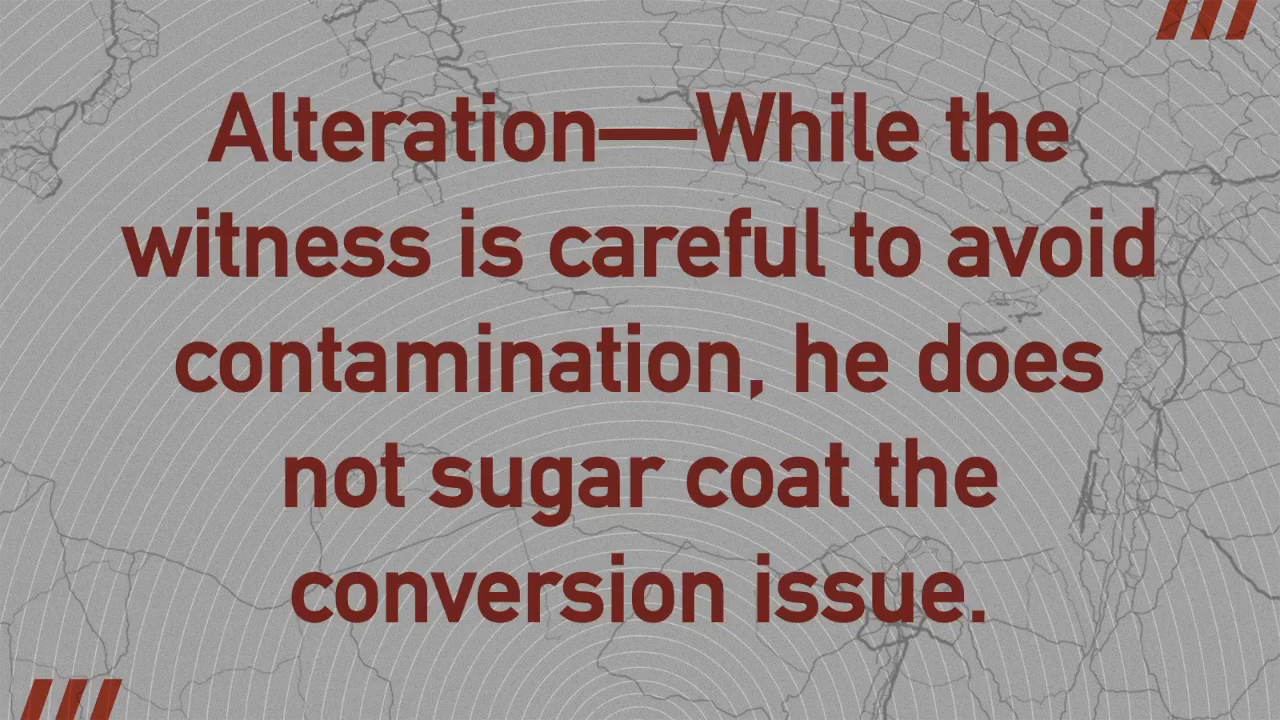 Alteration—While the
witness is careful to avoid
contamination, he does
not sugar coat the
conversion issue.